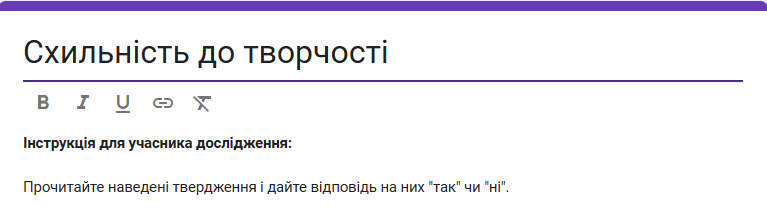 Схильність до творчості
B I U
Інструкція для учасника дослідження:
Прочитайте наведені твердження і дайте відповідь на них "так" чи "ні".